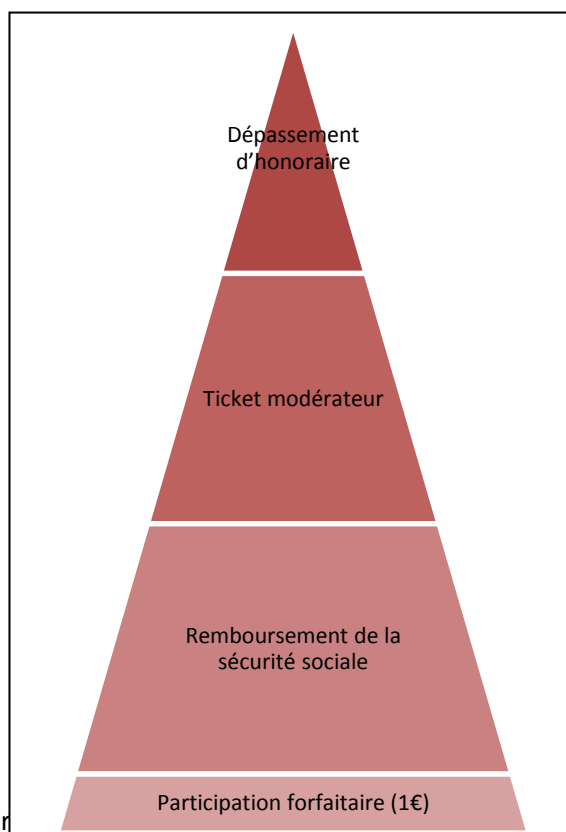 Dépassement
d’honoraire
Ticket modérateur
Remboursement de la
sécurité sociale
Participation forfaitaire (1€)
r